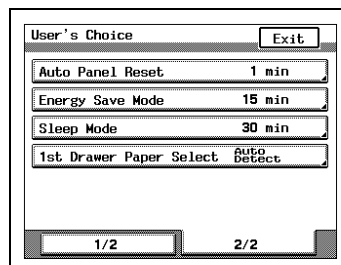 User's Choice Exit
Auto Panel Reset 1 min
Energy Save Mode 15 min
Sleep Mode 30 min
1st Drawer Paper Select Auto Detect
1/2 2/2